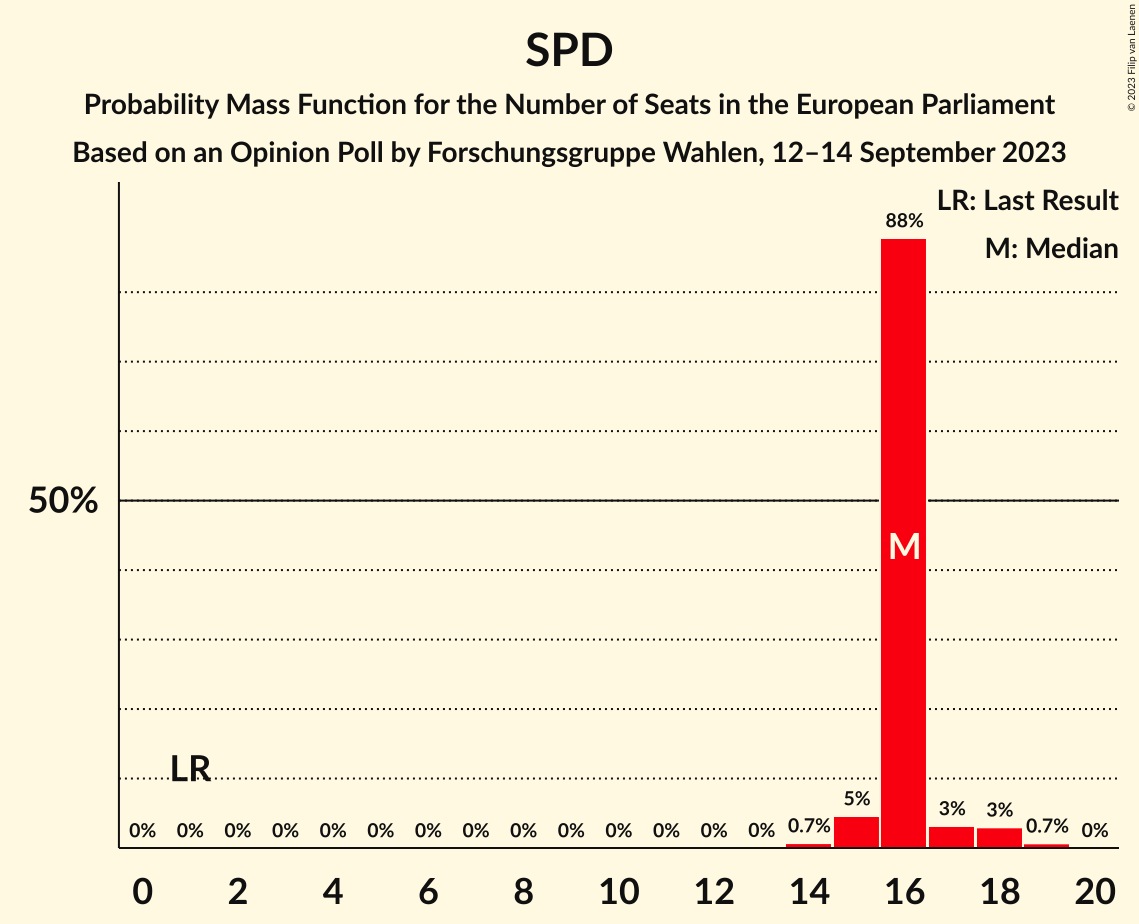 SPD
Probability Mass Function for the Number of Seats in the European Parliament
Based on an Opinion Poll by Forschungsgruppe Wahlen, 12–14 September 2023
© 2023 Filip van Laenen
LR: Last Result
M: Median
88%
50%
M
LR
0% 0% 0% 0% 0% 0% 0% 0% 0% 0% 0% 0% 0% 0% 0.7% 5% 3% 3% 0.7% 0%
0 2 4 6 8 10 12 14 16 18 20